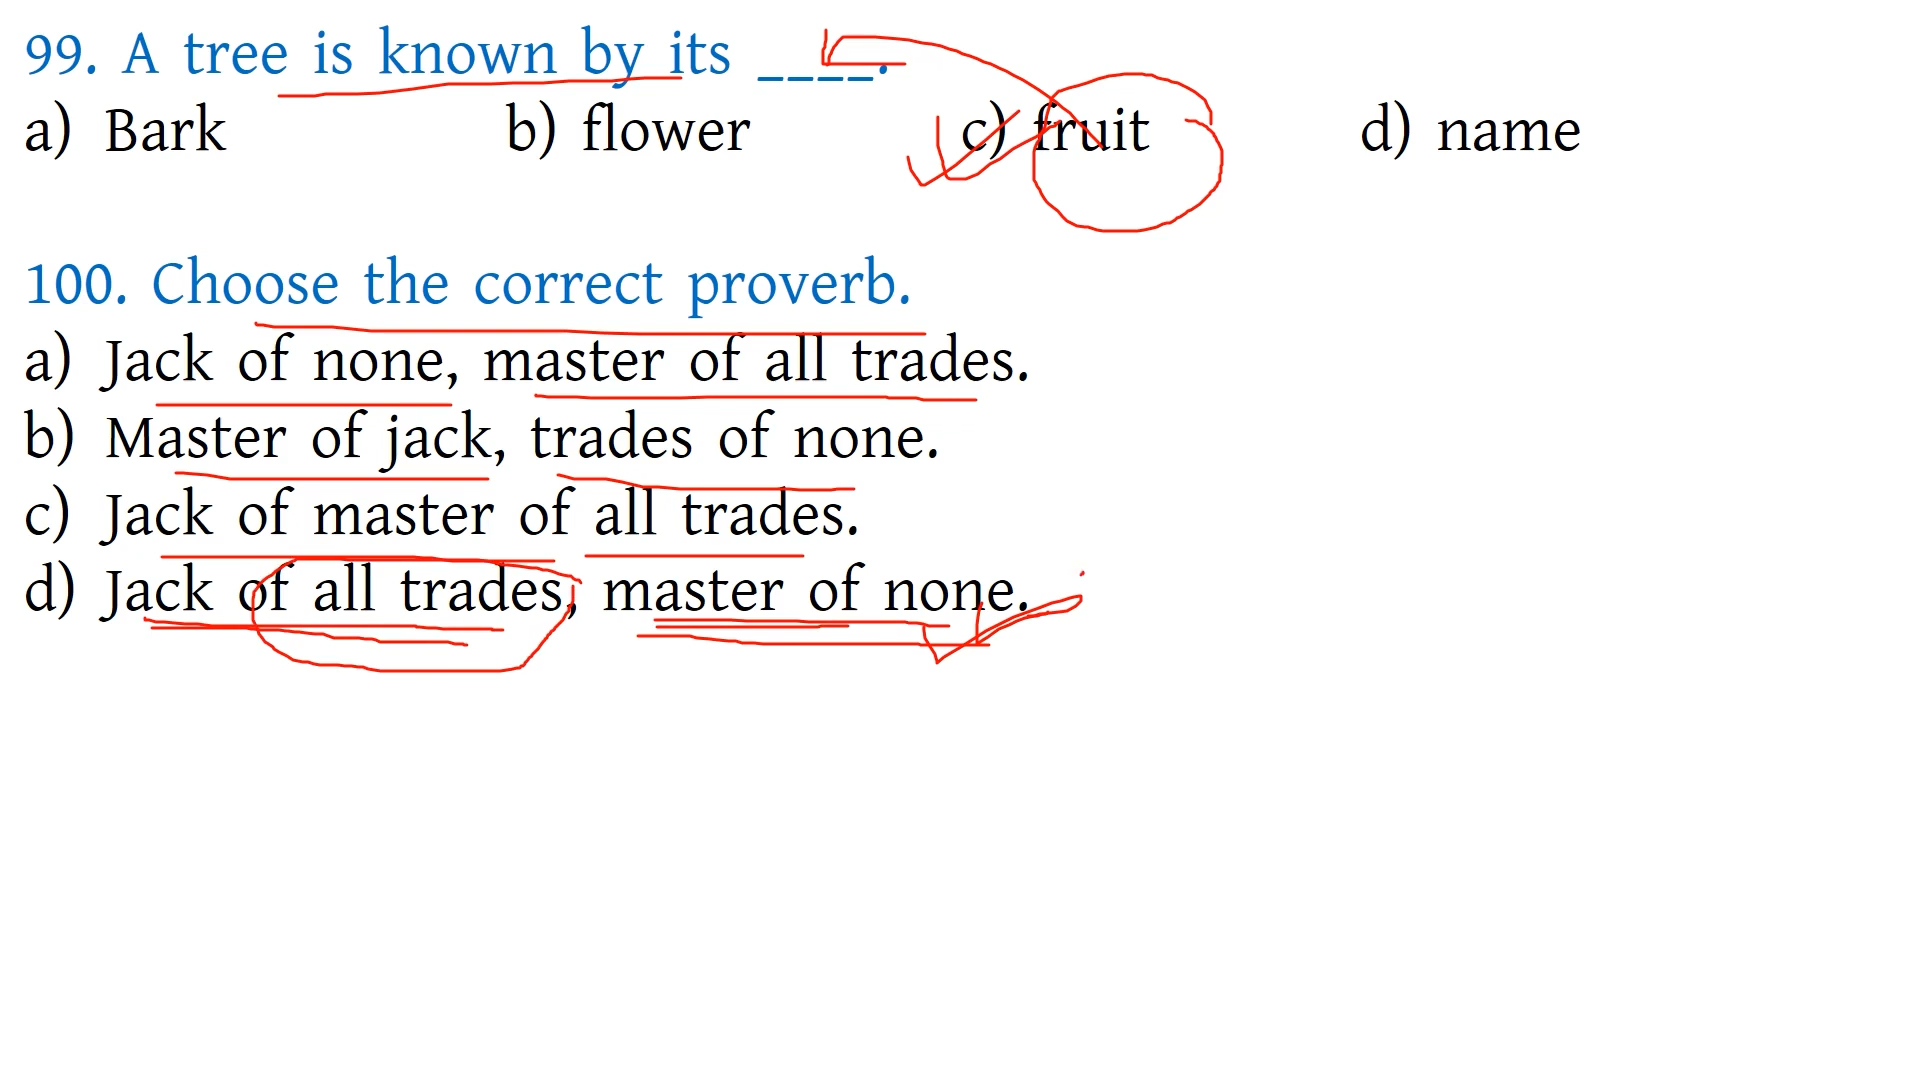 99. A tree is known by its ____.
a) Bark b) flower c) fruit d) name
100. Choose the correct proverb.
a) Jack of none, master of all trades.
b) Master of jack, trades of none.
c) Jack of master of all trades.
d) Jack of all trades, master of none.